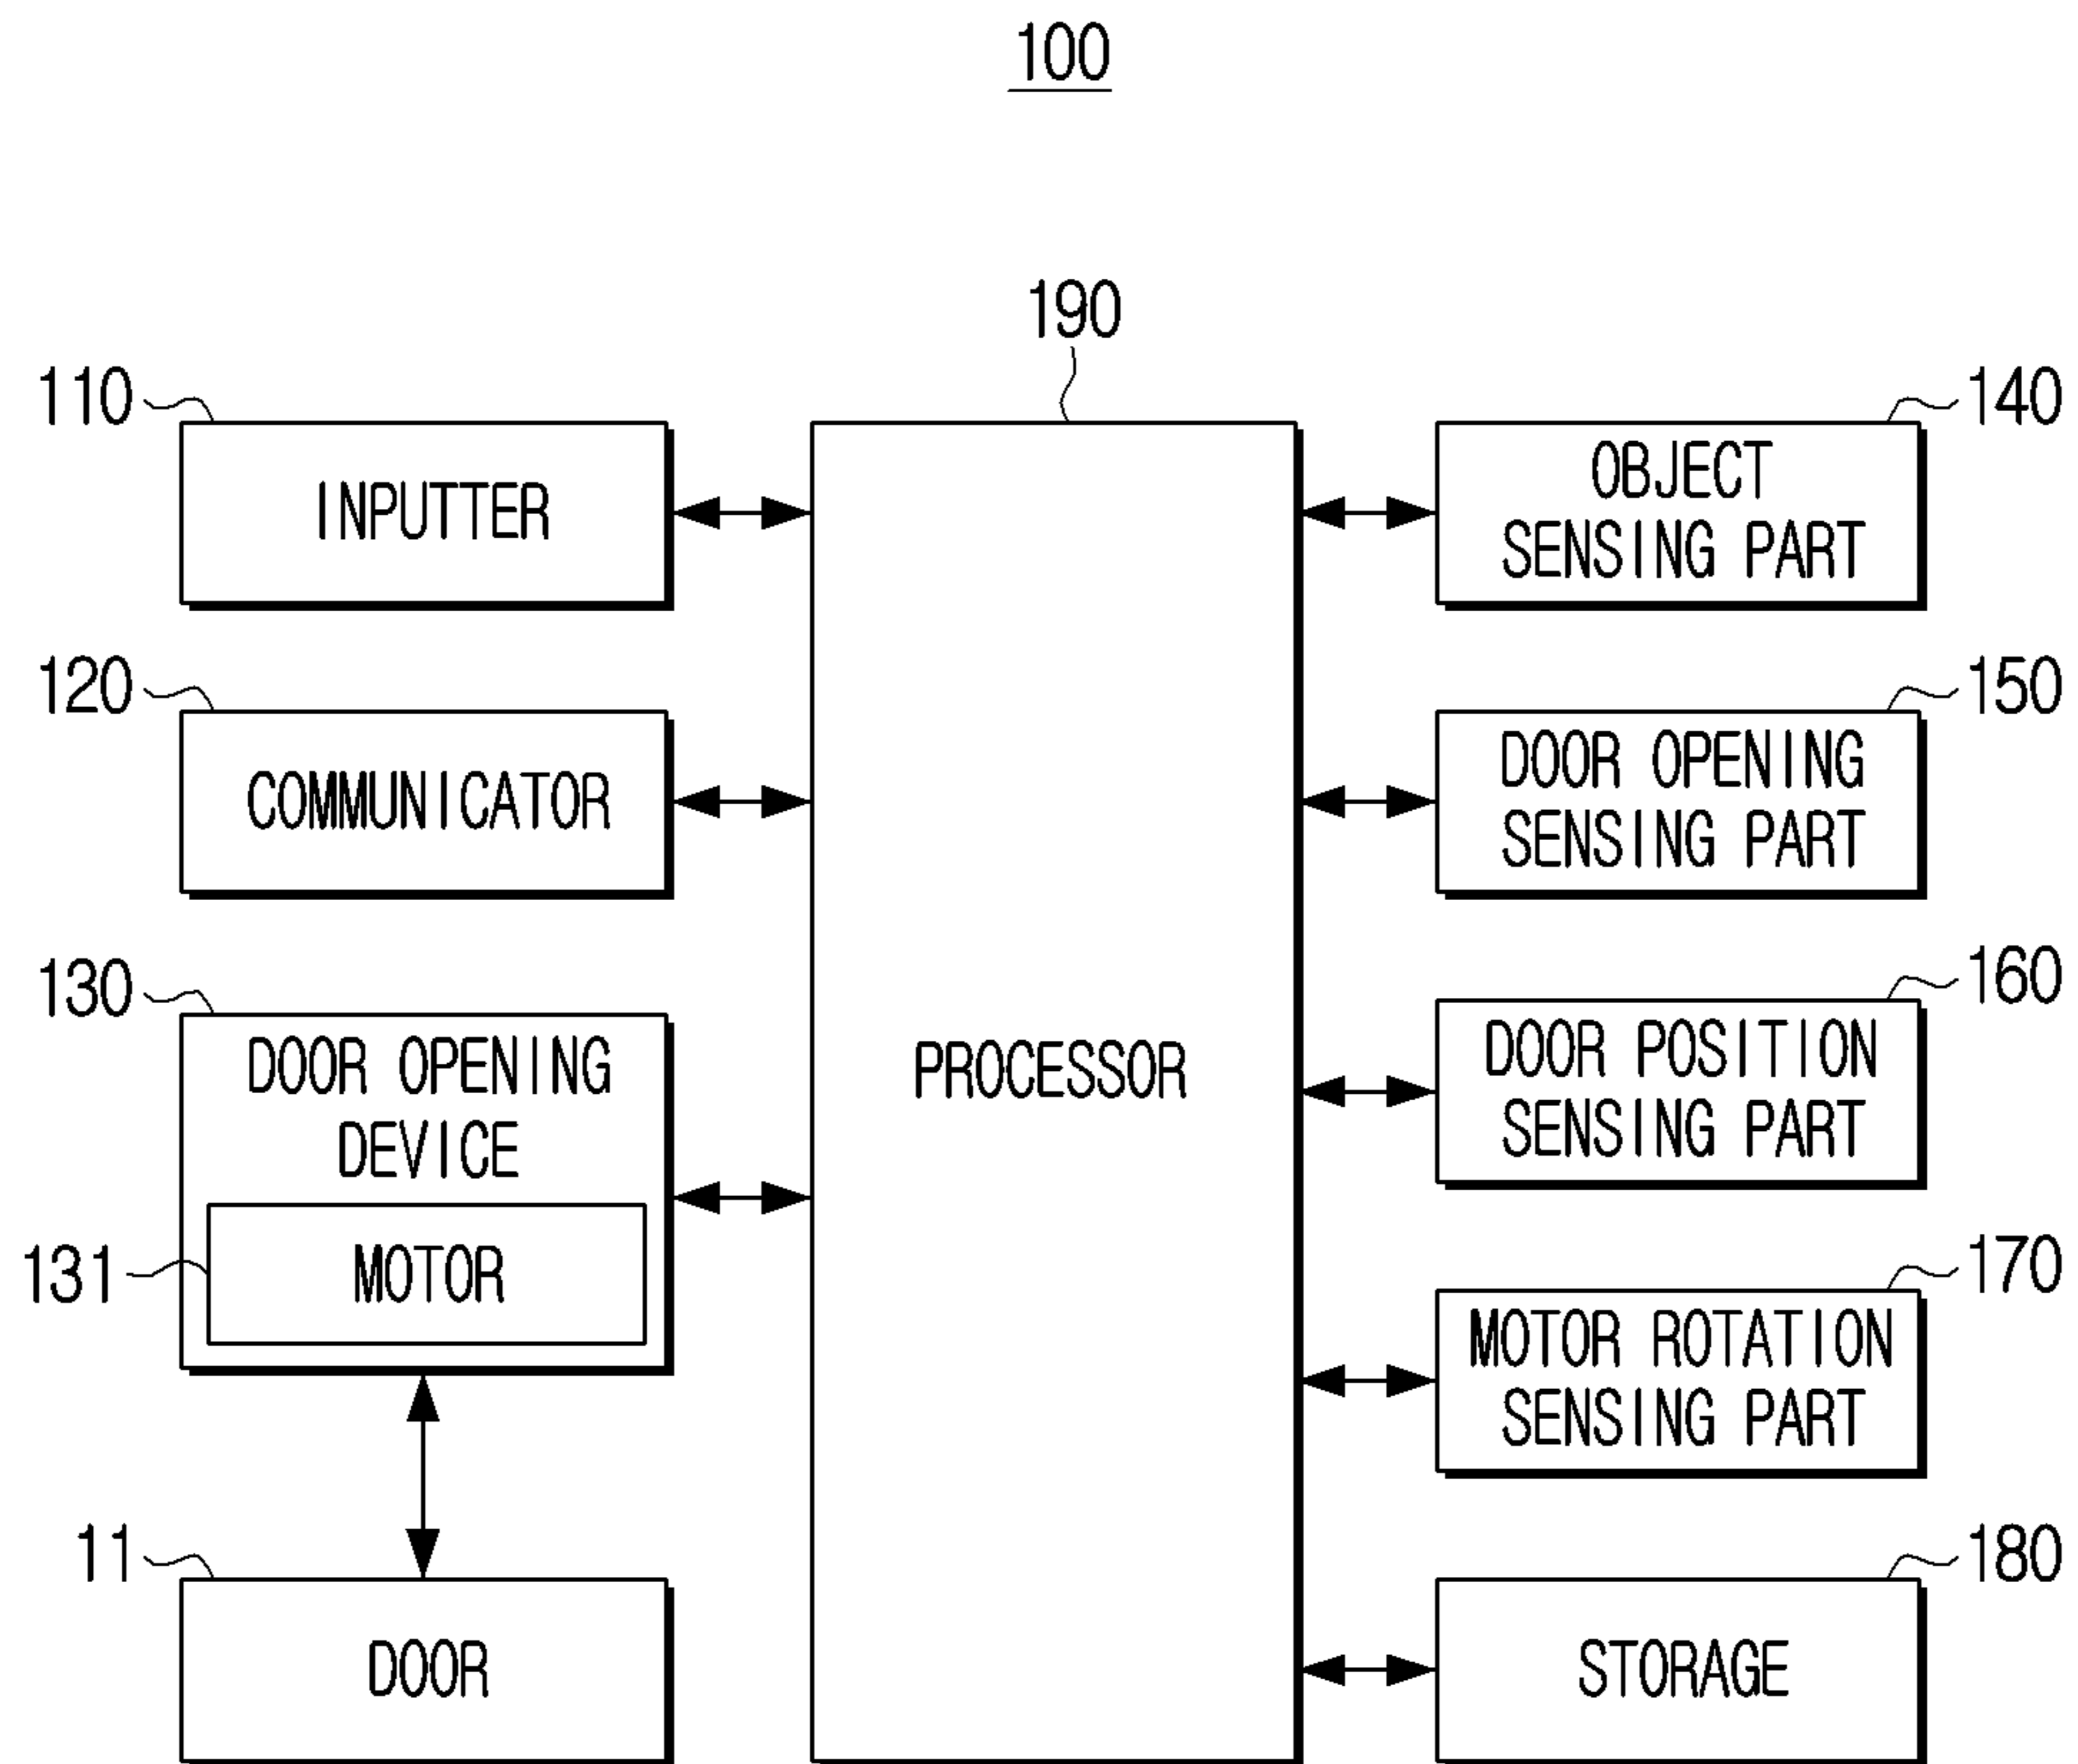 100
190
110
INPUTTER
120
COMMUNICATOR
130
DOOR OPENING
DEVICE
131
MOTOR
11
DOOR
PROCESSOR
140
OBJECT
SENSING PART
150
DOOR OPENING
SENSING PART
160
DOOR POSITION
SENSING PART
170
MOTOR ROTATION
SENSING PART
180
STORAGE